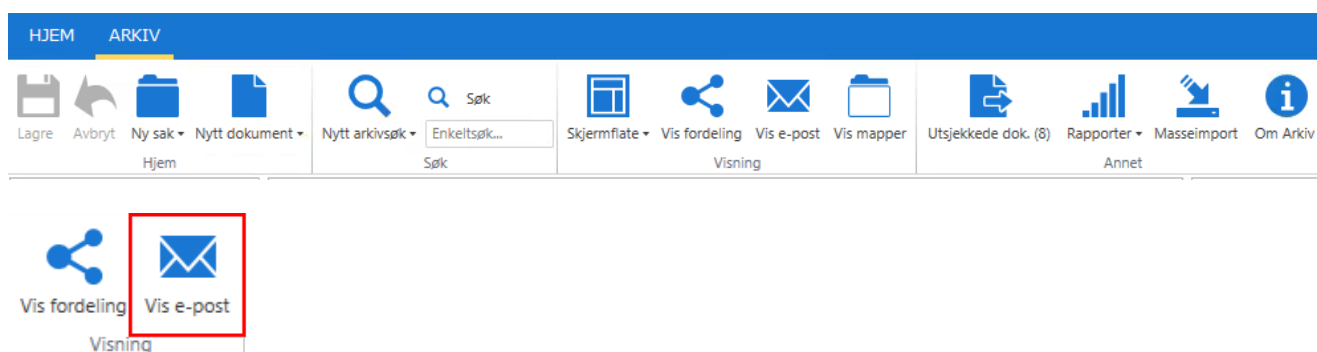 HJEM ARKIV
Søk
Lagre Avbryt Ny sak Nytt dokument Nytt arkivsøk Enkeltsøk... Skjermflate Vis fordeling Vis e-post Vis mapper Utsjekkede dok. (8) Rapporter Masseimport Om Arkiv
Hjem Søk Visning Annet
Vis fordeling Vis e-post
Visning